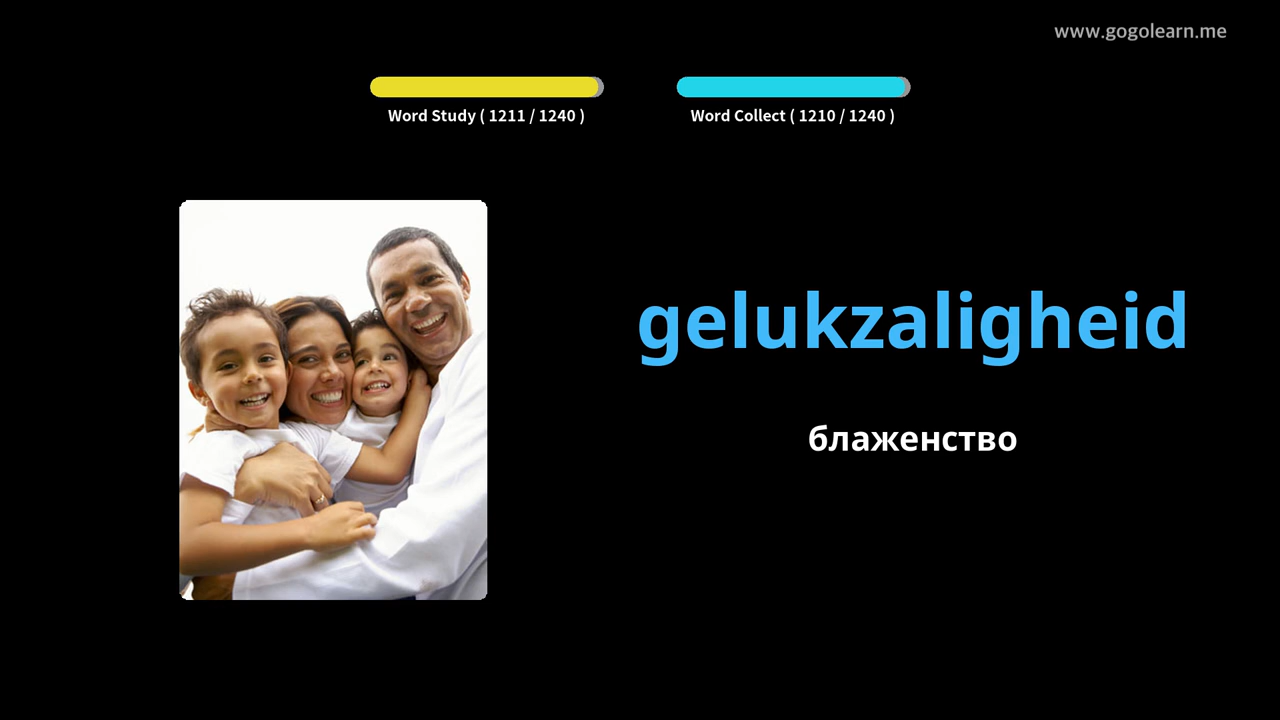 www.gogolearn.me
Word Study ( 1211 / 1240 )
Word Collect ( 1210 / 1240 )
gelukzaligheid
блаженство